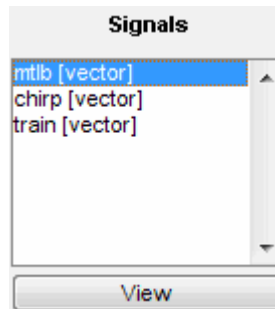 Signals
mtlb [vector]
chirp [vector]
train [vector]
View